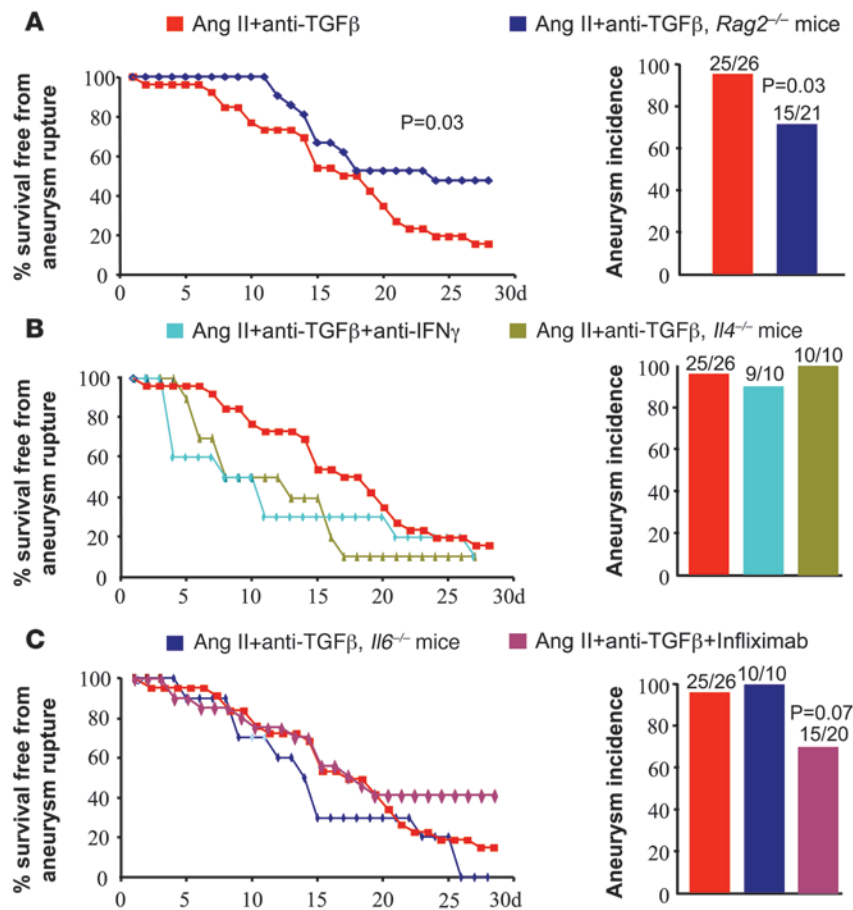 A
Ang II+anti-TGFβ
Ang II+anti-TGFβ, Rag2–/– mice
% survival free from
aneurysm rupture
100
80
60
40
20
0
P=0.03
0 5 10 15 20 25 30d
Aneurysm incidence
100
80
60
40
20
0
25/26
P=0.03
15/21
B
Ang II+anti-TGFβ+anti-IFNγ
Ang II+anti-TGFβ, Il4–/– mice
% survival free from
aneurysm rupture
100
80
60
40
20
0
0 5 10 15 20 25 30d
Aneurysm incidence
100
80
60
40
20
0
25/26
9/10
10/10
C
Ang II+anti-TGFβ, Il6–/– mice
Ang II+anti-TGFβ+Infliximab
% survival free from
aneurysm rupture
100
80
60
40
20
0
0 5 10 15 20 25 30d
Aneurysm incidence
100
80
60
40
20
0
25/26
10/10
P=0.07
15/20